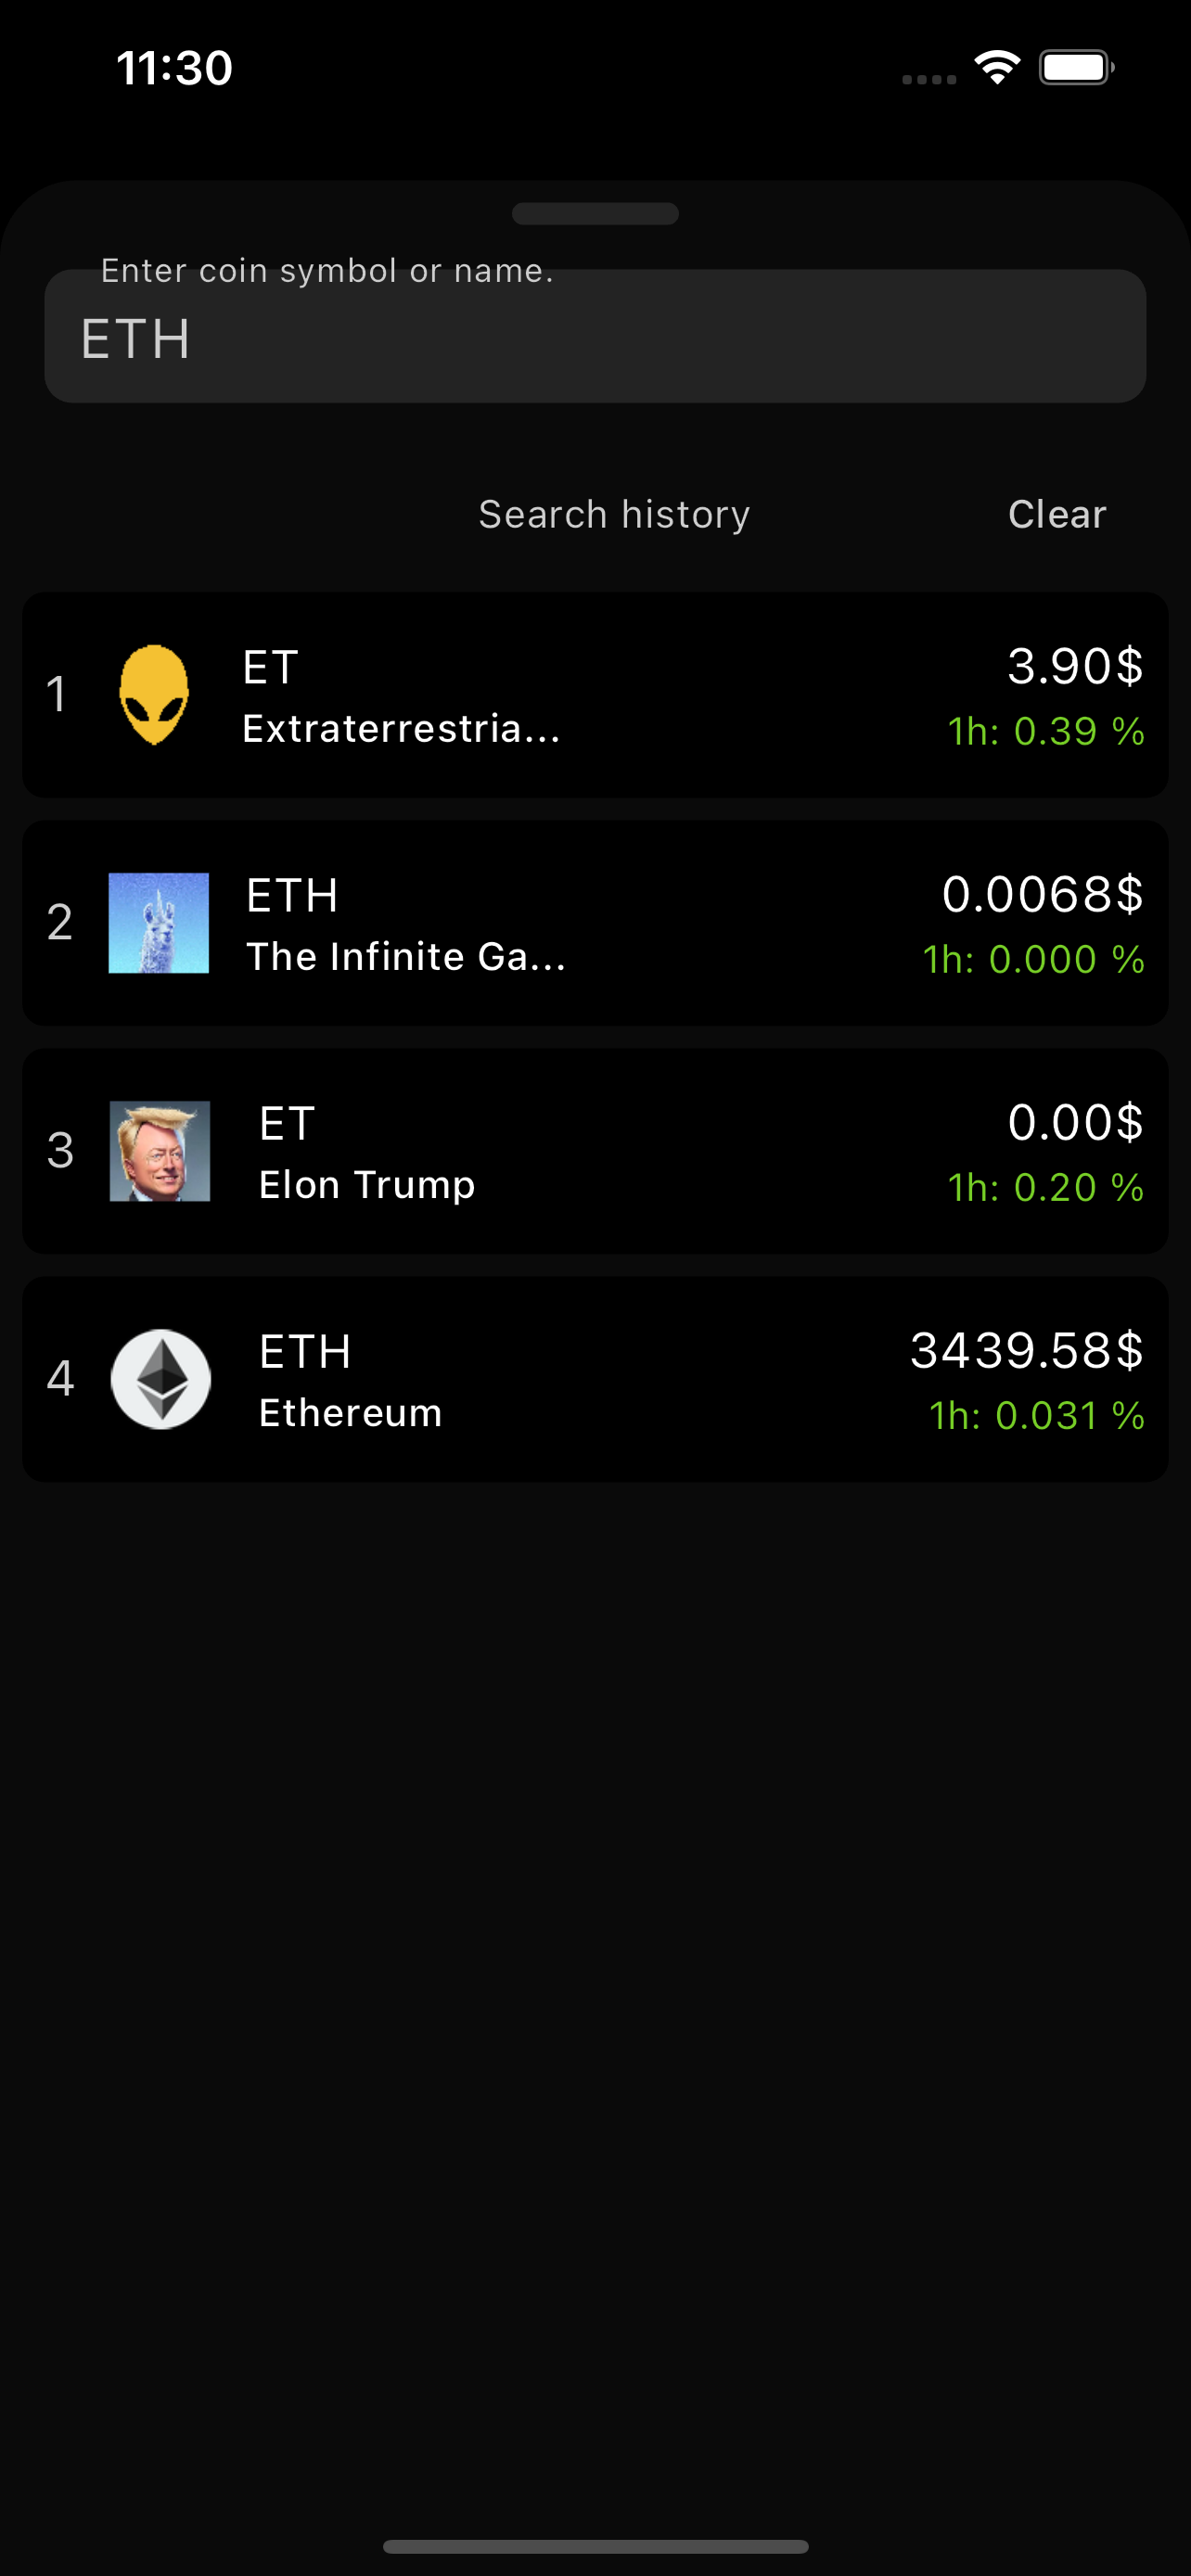 11:30
Enter coin symbol or name.
ETH
Search history
Clear
1
ET
Extraterrestria...
3.90$
1h: 0.39 %
2
ETH
The Infinite Ga...
0.0068$
1h: 0.000 %
3
ET
Elon Trump
0.00$
1h: 0.20 %
4
ETH
Ethereum
3439.58$
1h: 0.031 %